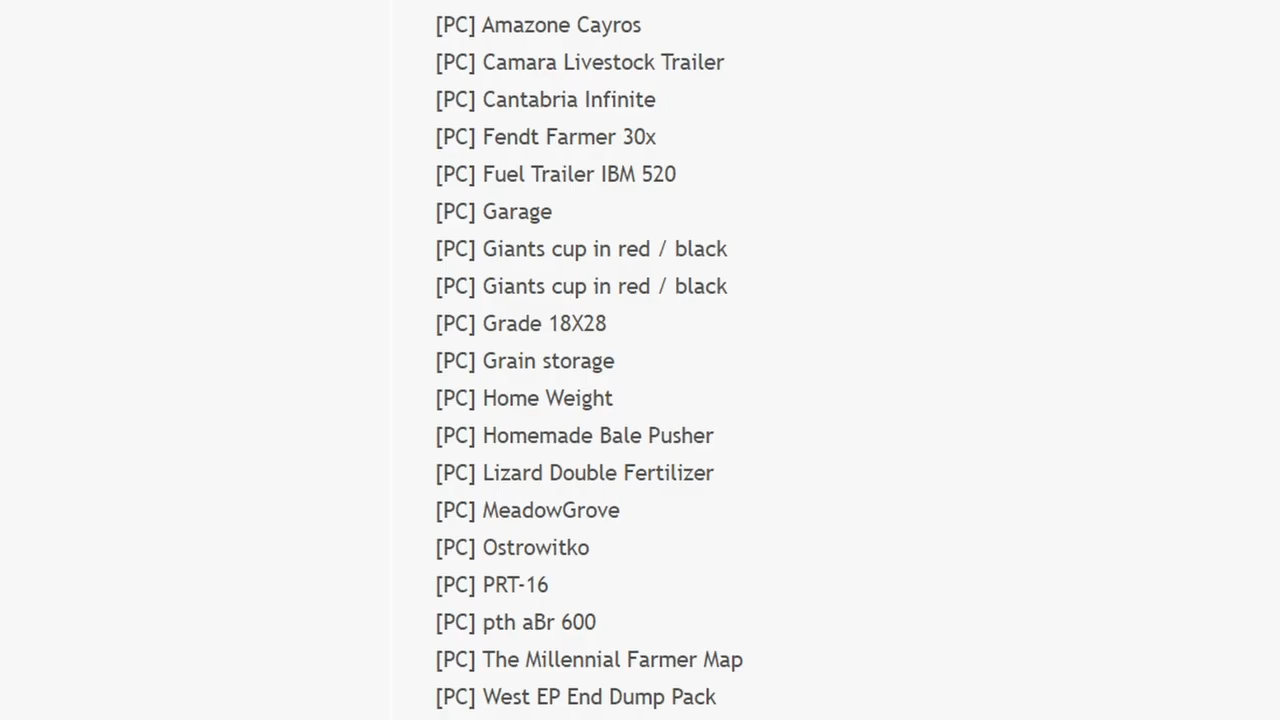 [PC] Amazone Cayros
[PC] Camara Livestock Trailer
[PC] Cantabria Infinite
[PC] Fendt Farmer 30x
[PC] Fuel Trailer IBM 520
[PC] Garage
[PC] Giants cup in red / black
[PC] Giants cup in red / black
[PC] Grade 18X28
[PC] Grain storage
[PC] Home Weight
[PC] Homemade Bale Pusher
[PC] Lizard Double Fertilizer
[PC] MeadowGrove
[PC] Ostrowitko
[PC] PRT-16
[PC] pth aBr 600
[PC] The Millennial Farmer Map
[PC] West EP End Dump Pack